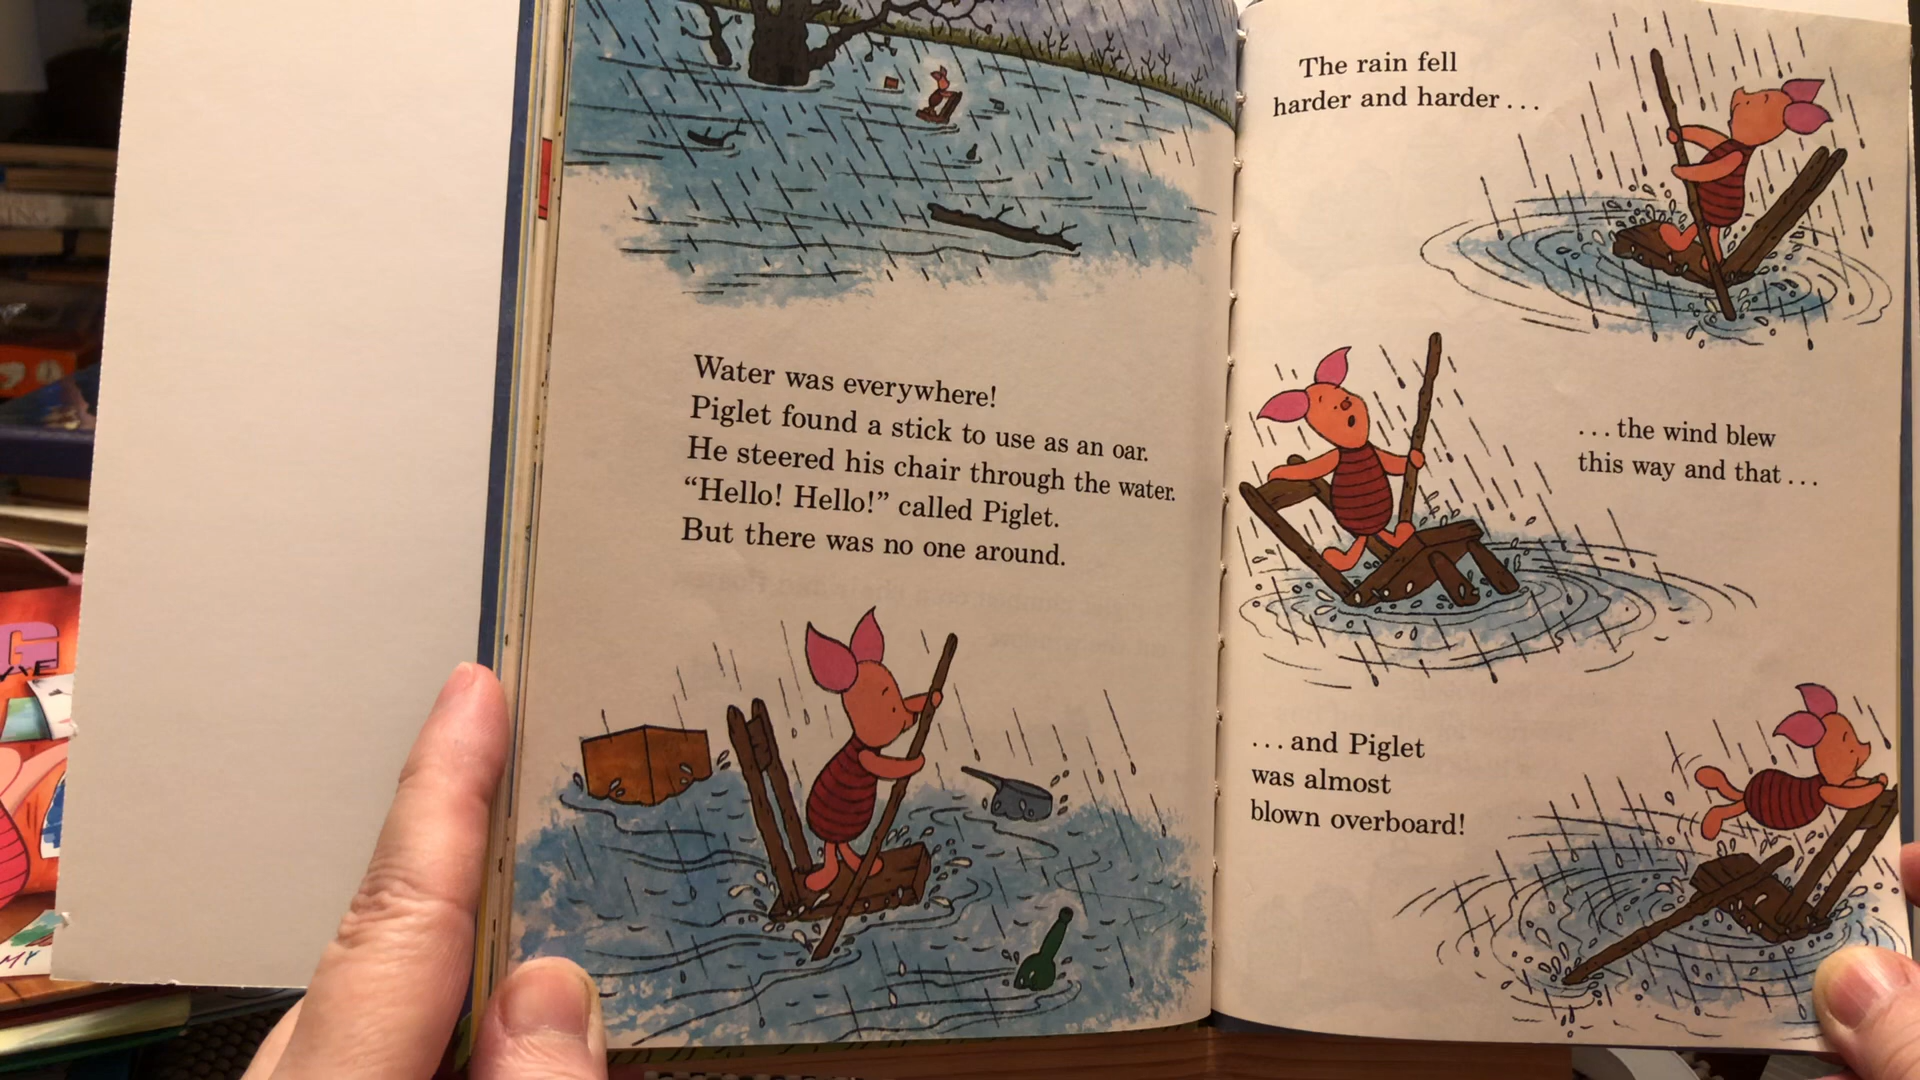 Water was everywhere!
Piglet found a stick to use as an oar.
He steered his chair through the water.
“Hello! Hello!” called Piglet.
But there was no one around.
The rain fell
harder and harder . . .
. . . the wind blew
this way and that . . .
. . . and Piglet
was almost
blown overboard!